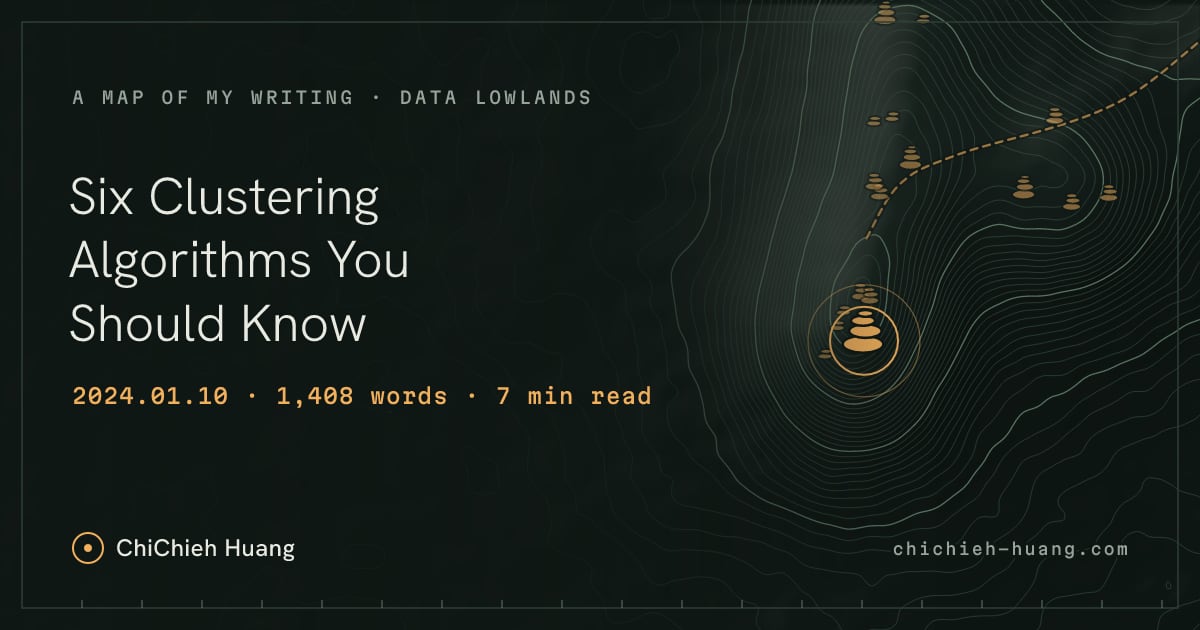 A MAP OF MY WRITING · DATA LOWLANDS
Six Clustering
Algorithms You
Should Know
2024.01.10 · 1,408 words · 7 min read
ChiChieh Huang
chichieh-huang.com